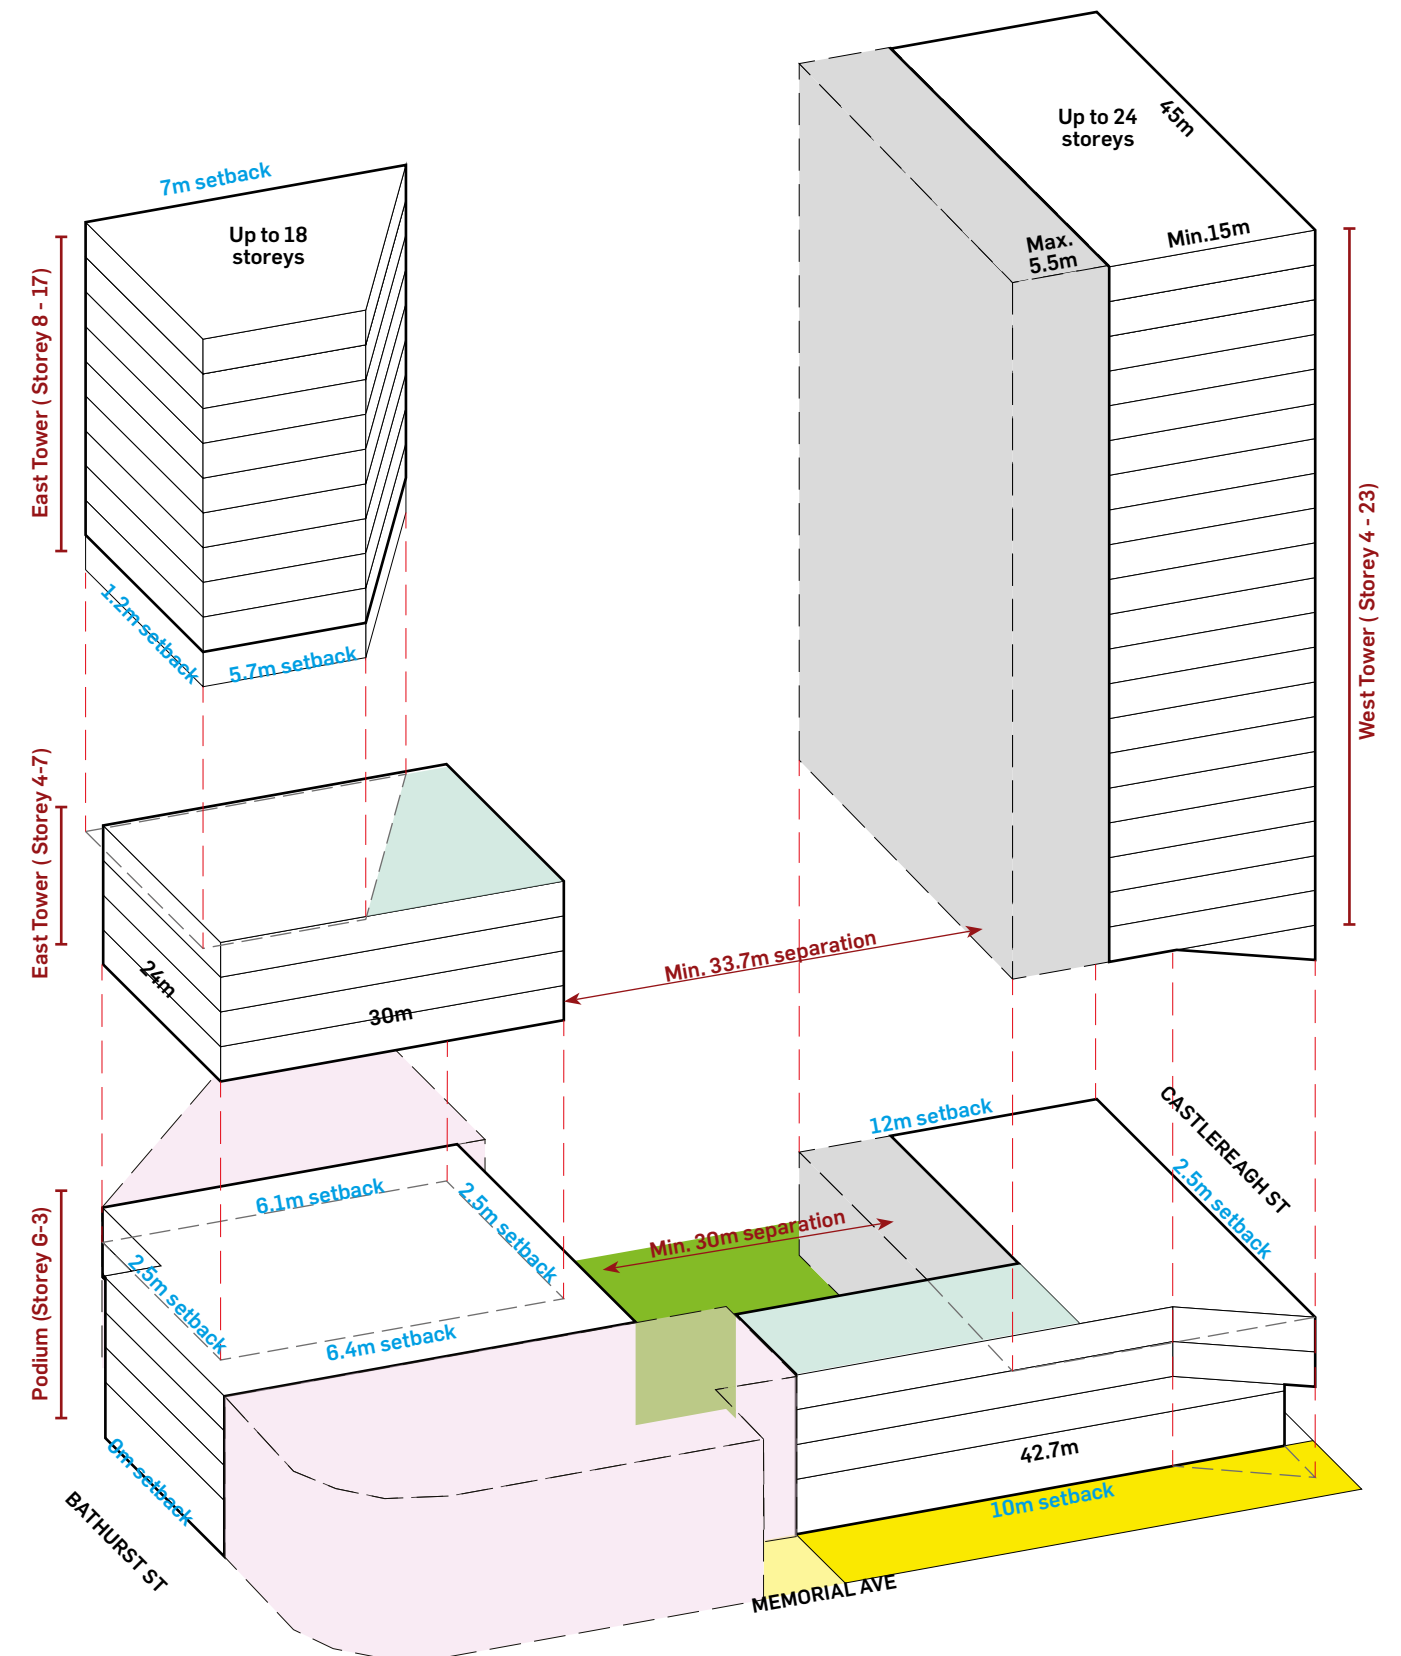 Up to 24
storeys
45m
Min.15m
Max.
5.5m
7m setback
Up to 18
storeys
East Tower ( Storey 8 - 17)
1.2m setback
5.7m setback
West Tower ( Storey 4 - 23)
East Tower ( Storey 4-7)
24m
30m
Min. 33.7m separation
12m setback
CASTLEREAGH ST
2.5m setback
6.1m setback
2.5m setback
Min. 30m separation
Podium (Storey G-3)
2.5m setback
6.4m setback
42.7m
0m setback
10m setback
BATHURST ST
MEMORIAL AVE